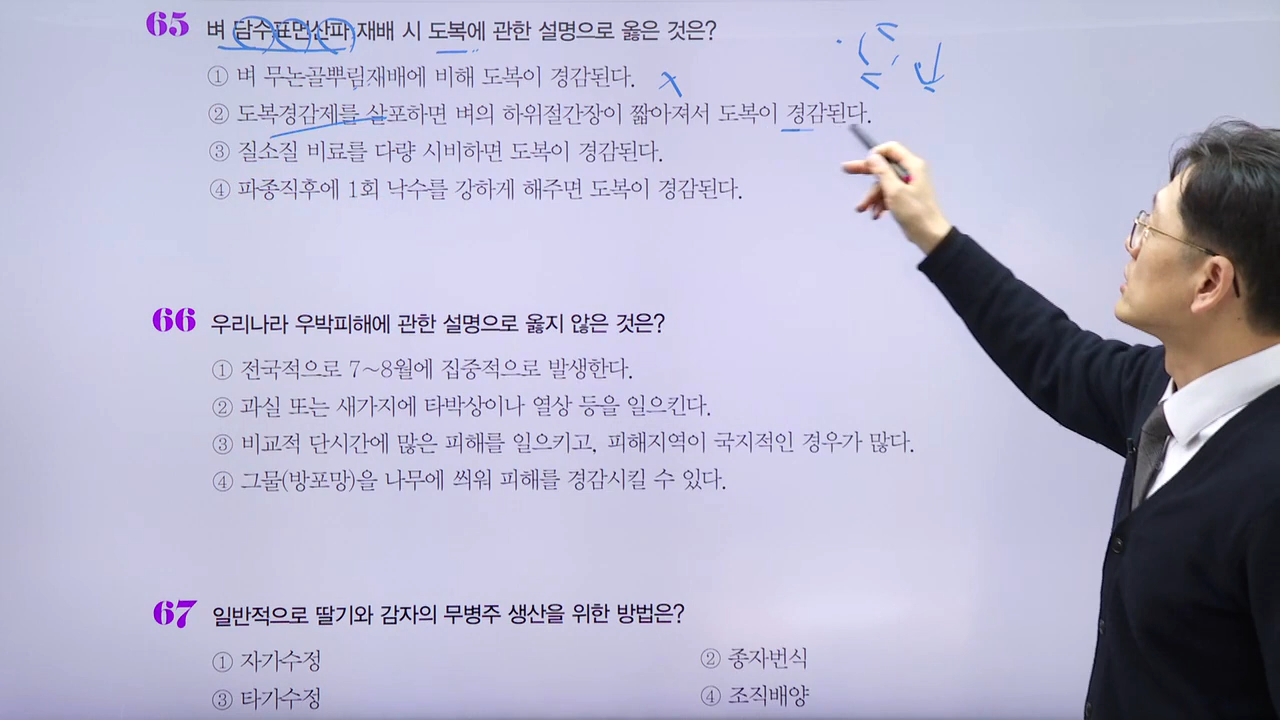 65 벼 담수표면산파 재배 시 도복에 관한 설명으로 옳은 것은?
① 벼 무논골뿌림재배에 비해 도복이 경감된다.
② 도복경감제를 살포하면 벼의 하위절간장이 짧아져서 도복이 경감된다.
③ 질소질 비료를 다량 시비하면 도복이 경감된다.
④ 파종직후에 1회 낙수를 강하게 해주면 도복이 경감된다.
66 우리나라 우박피해에 관한 설명으로 옳지 않은 것은?
① 전국적으로 7~8월에 집중적으로 발생한다.
② 과실 또는 새가지에 타박상이나 열상 등을 일으킨다.
③ 비교적 단시간에 많은 피해를 일으키고, 피해지역이 국지적인 경우가 많다.
④ 그물(방포망)을 나무에 씌워 피해를 경감시킬 수 있다.
67 일반적으로 딸기와 감자의 무병주 생산을 위한 방법은?
① 자가수정 ② 종자번식
③ 타가수정 ④ 조직배양